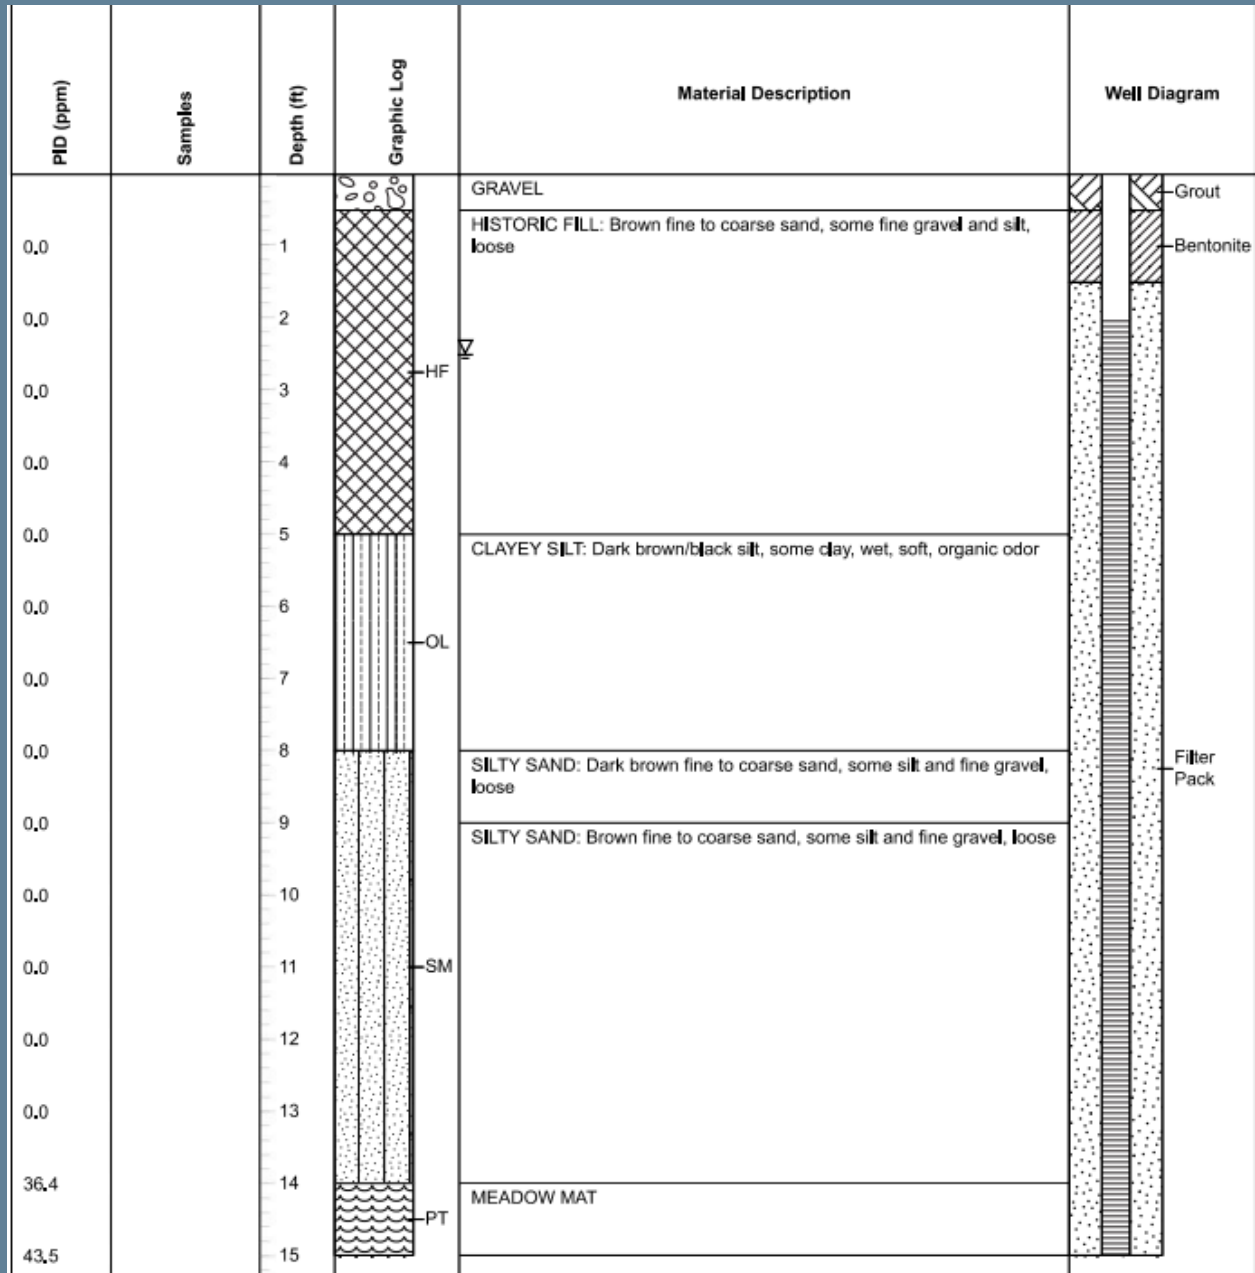 PID (ppm)
Samples
Depth (ft)
Graphic Log
Material Description
Well Diagram
GRAVEL
Grout
HISTORIC FILL: Brown fine to coarse sand, some fine gravel and silt,
loose
0.0
1
Bentonite
0.0
2
HF
0.0
3
0.0
4
0.0
5
CLAYEY SILT: Dark brown/black silt, some clay, wet, soft, organic odor
0.0
6
OL
0.0
7
0.0
8
SILTY SAND: Dark brown fine to coarse sand, some silt and fine gravel,
loose
Filter
Pack
0.0
9
SILTY SAND: Brown fine to coarse sand, some silt and fine gravel, loose
0.0
10
0.0
11
SM
0.0
12
0.0
13
36.4
14
MEADOW MAT
PT
43.5
15